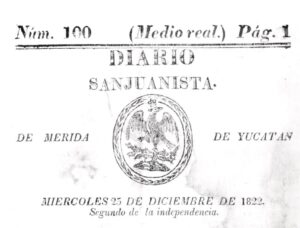 Núm. 100 (Medio real.) Pág. 1
DIARIO
SANJUANISTA.
DE MERIDA DE YUCATAN
MIERCOLES 25 DE DICIEMBRE DE 1822.
Segundo de la independencia.